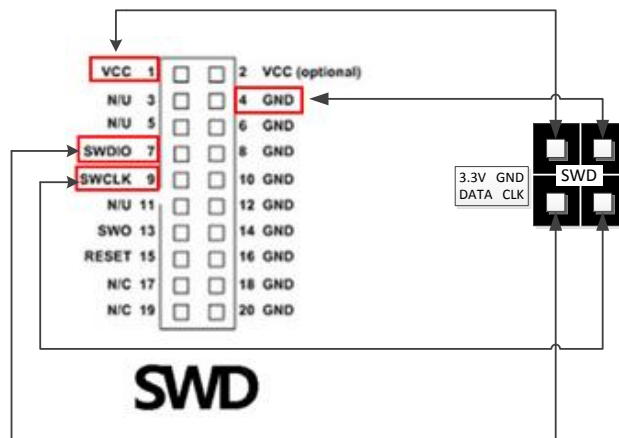 VCC 1 2 VCC (optional)
N/U 3 4 GND
N/U 5 6 GND
SWDIO 7 8 GND
SWCLK 9 10 GND
N/U 11 12 GND
SWO 13 14 GND
RESET 15 16 GND
N/C 17 18 GND
N/C 19 20 GND
SWD
3.3V GND
DATA CLK
SWD